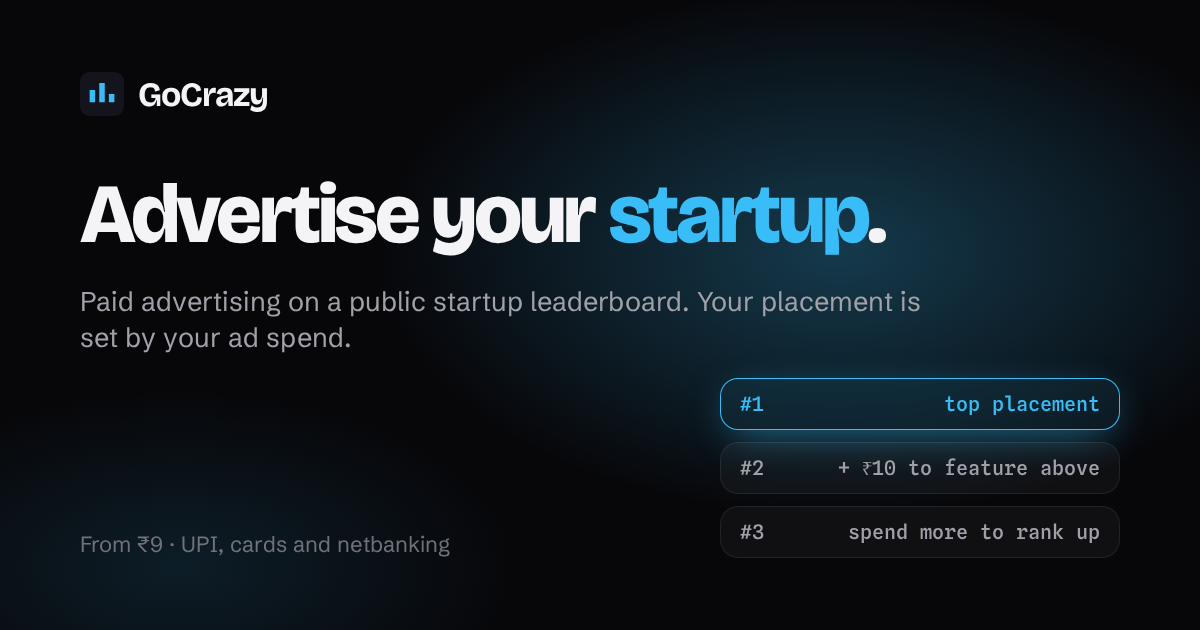 GoCrazy
Advertise your startup.
Paid advertising on a public startup leaderboard. Your placement is
set by your ad spend.
#1 top placement
#2 + ₹10 to feature above
#3 spend more to rank up
From ₹9 · UPI, cards and netbanking